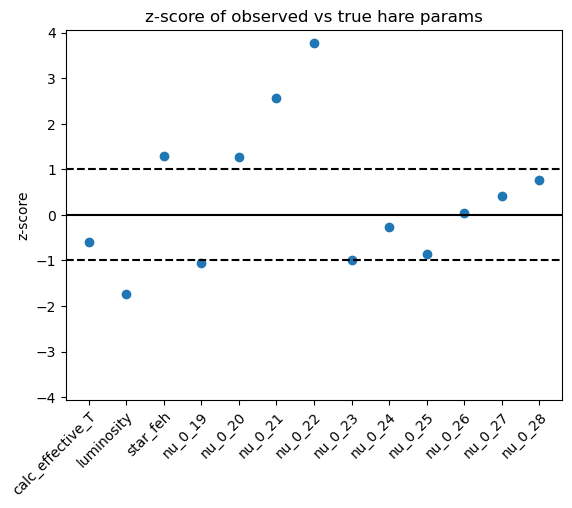 z-score of observed vs true hare params
z-score
4
3
2
1
0
−1
−2
−3
−4
calc_effective_T
luminosity
star_feh
nu_0_19
nu_0_20
nu_0_21
nu_0_22
nu_0_23
nu_0_24
nu_0_25
nu_0_26
nu_0_27
nu_0_28